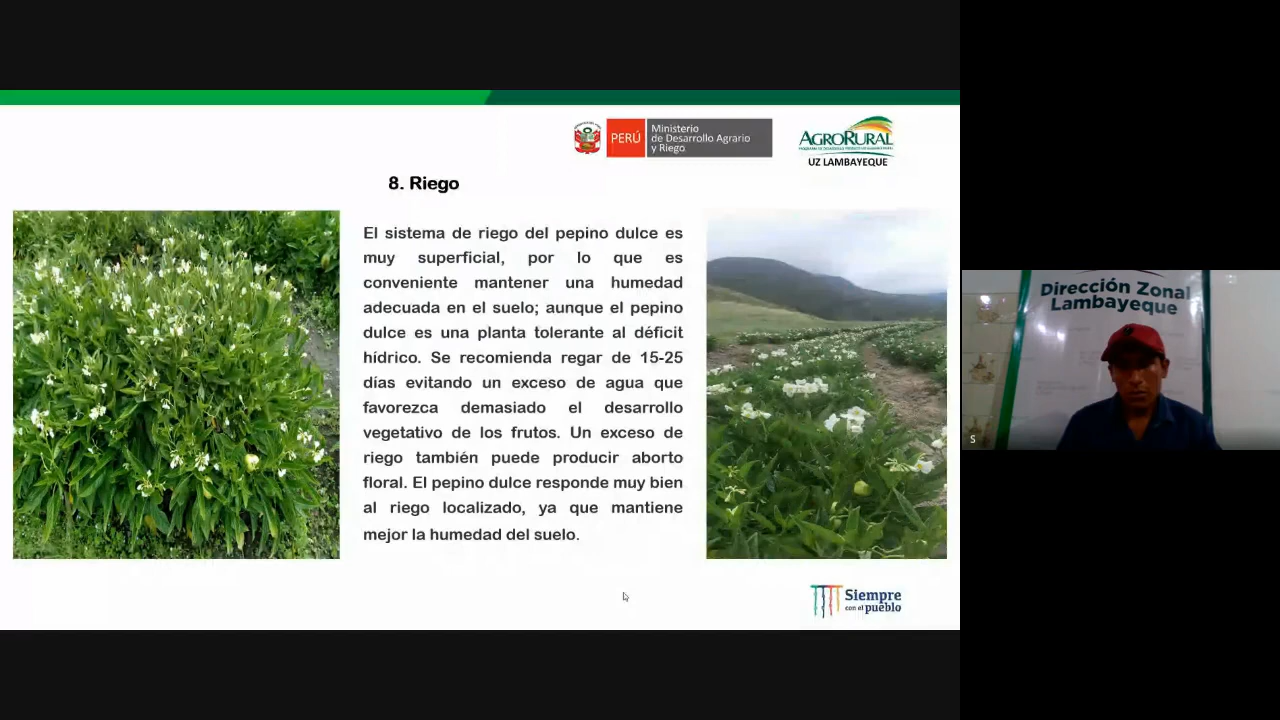 PERÚ
Ministerio
de Desarrollo Agrario
y Riego
AGRORURAL
UZ LAMBAYEQUE
8. Riego
El sistema de riego del pepino dulce es
muy superficial, por lo que es
conveniente mantener una humedad
adecuada en el suelo; aunque el pepino
dulce es una planta tolerante al déficit
hídrico. Se recomienda regar de 15-25
días evitando un exceso de agua que
favorezca demasiado el desarrollo
vegetativo de los frutos. Un exceso de
riego también puede producir aborto
floral. El pepino dulce responde muy bien
al riego localizado, ya que mantiene
mejor la humedad del suelo.
Siempre
con el pueblo
Dirección Zonal
Lambayeque
S